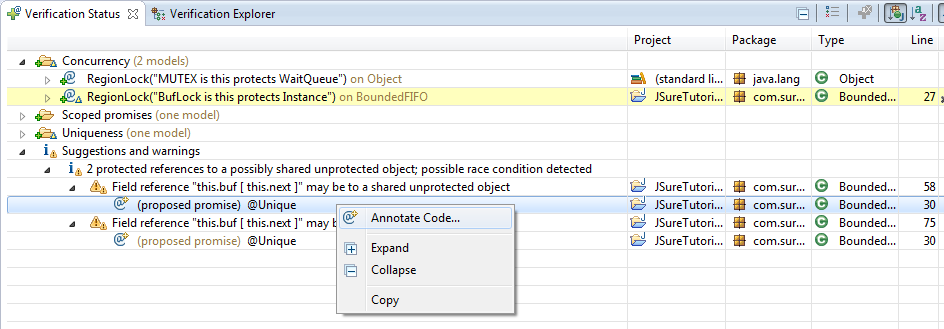 Verification Status Verification Explorer
Project Package Type Line
Concurrency (2 models)
RegionLock("MUTEX is this protects WaitQueue") on Object (standard li... java.lang Object
RegionLock("BufLock is this protects Instance") on BoundedFIFO JSureTutori... com.sur... Bounded... 27
Scoped promises (one model)
Uniqueness (one model)
Suggestions and warnings
2 protected references to a possibly shared unprotected object; possible race condition detected
Field reference "this.buf [ this.next ]" may be to a shared unprotected object JSureTutori... com.sur... Bounded... 58
(proposed promise) @Unique JSureTutori... com.sur... Bounded... 30
Field reference "this.buf [ this.next ]" may b JSureTutori... com.sur... Bounded... 75
(proposed promise) @Unique JSureTutori... com.sur... Bounded... 30
Annotate Code...
Expand
Collapse
Copy